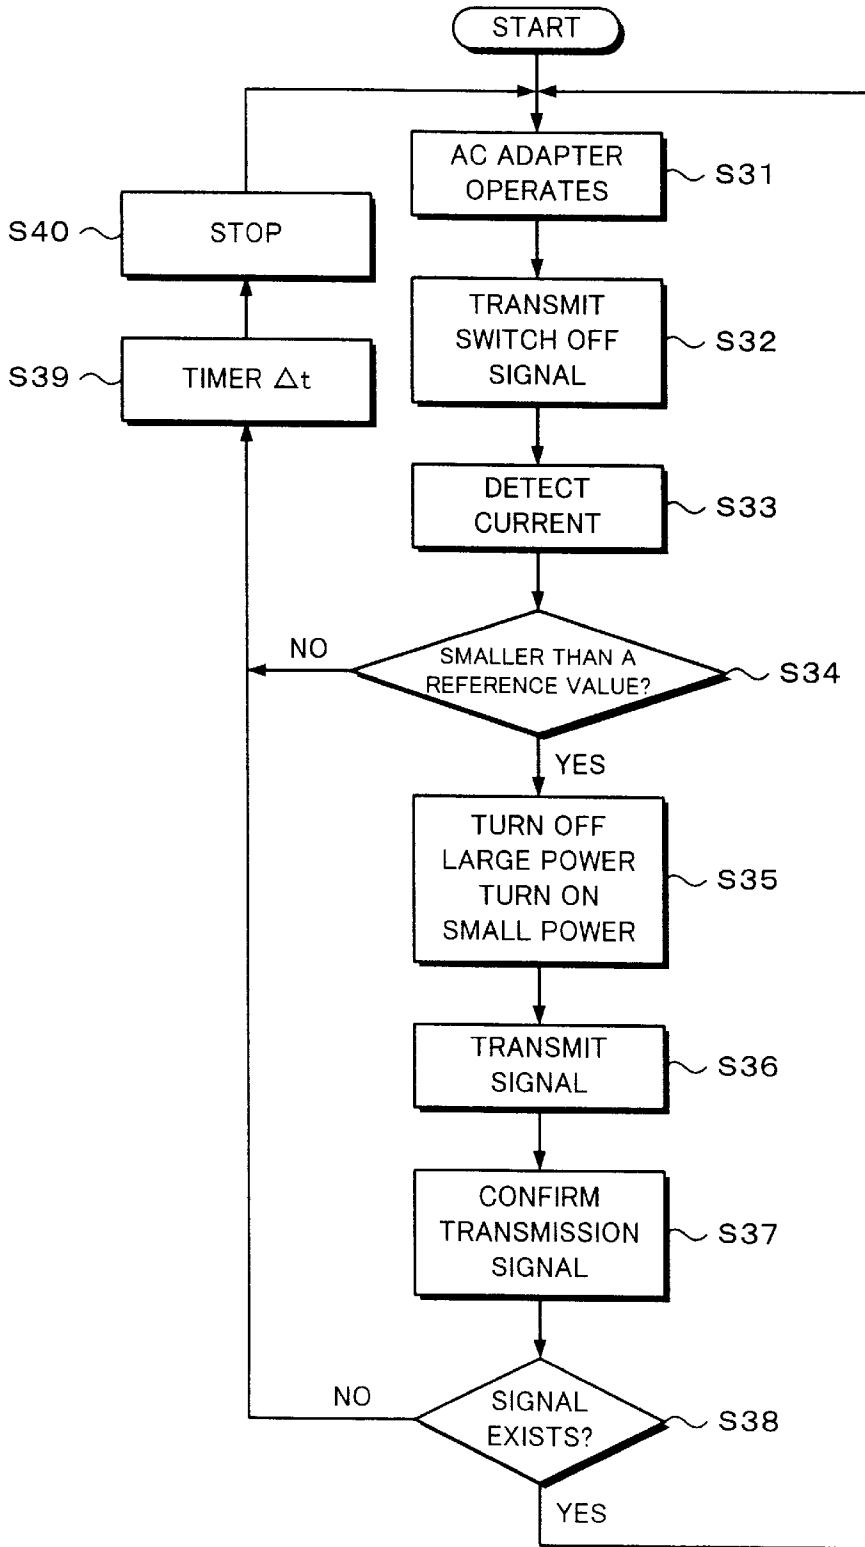 START
AC ADAPTER
OPERATES
S31
S40
STOP
TRANSMIT
SWITCH OFF
SIGNAL
S32
S39
TIMER Δt
DETECT
CURRENT
S33
NO
SMALLER THAN A
REFERENCE VALUE?
S34
YES
TURN OFF
LARGE POWER
TURN ON
SMALL POWER
S35
TRANSMIT
SIGNAL
S36
CONFIRM
TRANSMISSION
SIGNAL
S37
NO
SIGNAL
EXISTS?
S38
YES